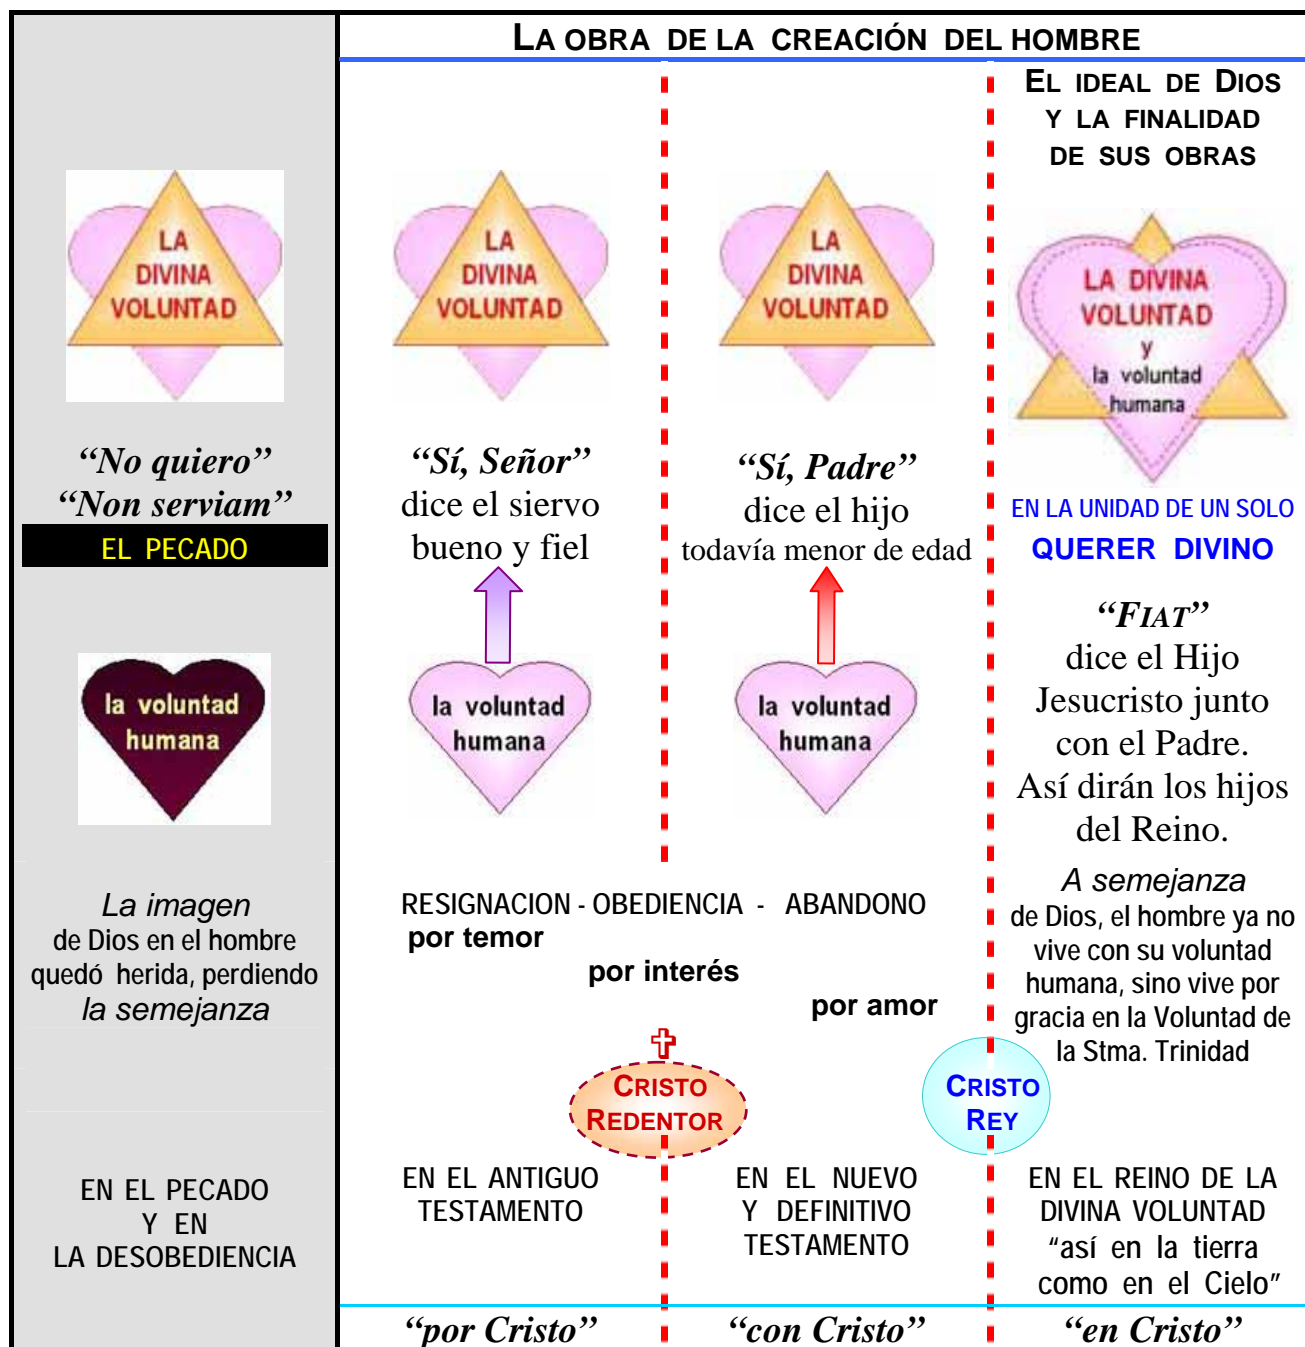 LA OBRA DE LA CREACIÓN DEL HOMBRE
LA
DIVINA
VOLUNTAD
“No quiero”
“Non serviam”
EL PECADO
la voluntad
humana
La imagen
de Dios en el hombre
quedó herida, perdiendo
la semejanza
EN EL PECADO
Y EN
LA DESOBEDIENCIA
LA
DIVINA
VOLUNTAD
“Sí, Señor”
dice el siervo
bueno y fiel
la voluntad
humana
LA
DIVINA
VOLUNTAD
“Sí, Padre”
dice el hijo
todavía menor de edad
la voluntad
humana
RESIGNACION - OBEDIENCIA - ABANDONO
por temor
por interés
por amor
CRISTO
REDENTOR
CRISTO
REY
EN EL ANTIGUO
TESTAMENTO
EN EL NUEVO
Y DEFINITIVO
TESTAMENTO
EL IDEAL DE DIOS
Y LA FINALIDAD
DE SUS OBRAS
LA DIVINA
VOLUNTAD
y
la voluntad
humana
EN LA UNIDAD DE UN SOLO
QUERER DIVINO
“FIAT”
dice el Hijo
Jesucristo junto
con el Padre.
Así dirán los hijos
del Reino.
A semejanza
de Dios, el hombre ya no
vive con su voluntad
humana, sino vive por
gracia en la Voluntad de
la Stma. Trinidad
EN EL REINO DE LA
DIVINA VOLUNTAD
“así en la tierra
como en el Cielo”
“por Cristo”
“con Cristo”
“en Cristo”